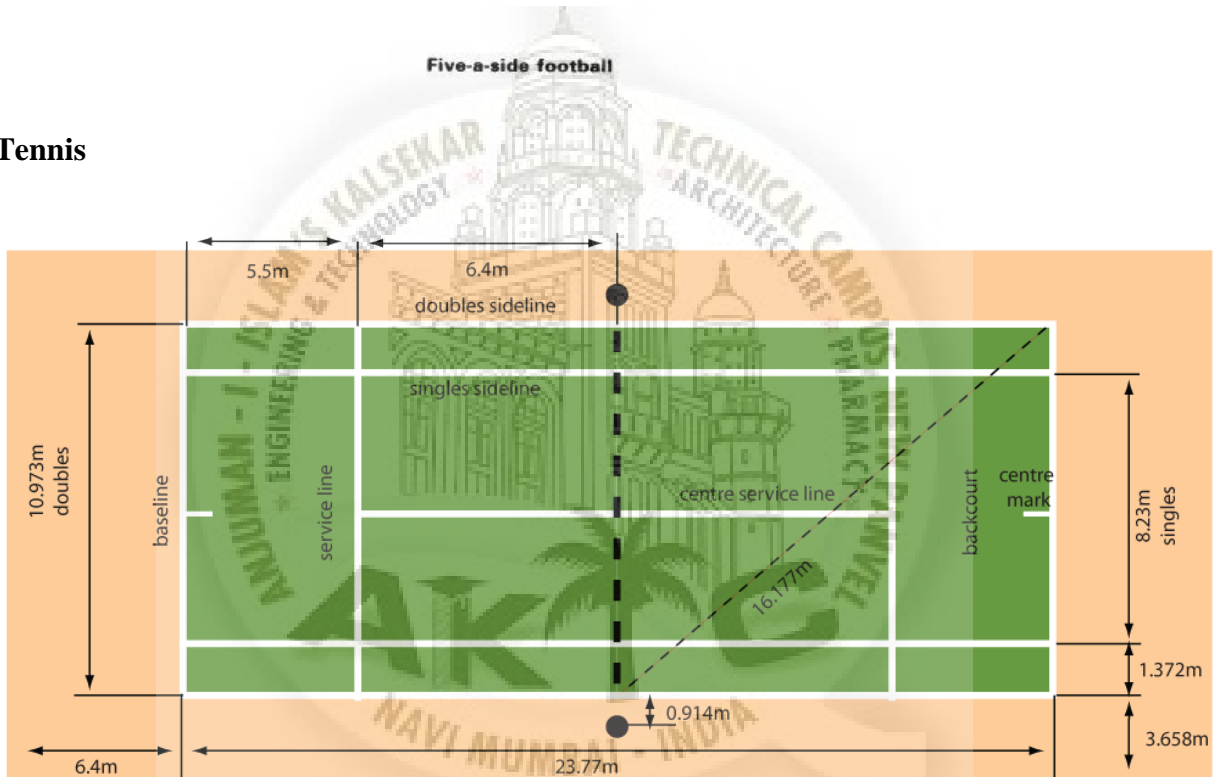 Five-a-side football
Tennis
ANJUMAN - I - ISLAM'S KALSEKAR TECHNICAL CAMPUS NEW PANVEL
ENGINEERING & TECHNOLOGY ARCHITECTURE PHARMACY
5.5m
6.4m
doubles sideline
singles sideline
10.973m
doubles
baseline
service line
centre service line
backcourt
centre
mark
8.23m
singles
16.177m
AKTC
1.372m
0.914m
3.658m
NAVI MUMBAI - INDIA
6.4m
23.77m